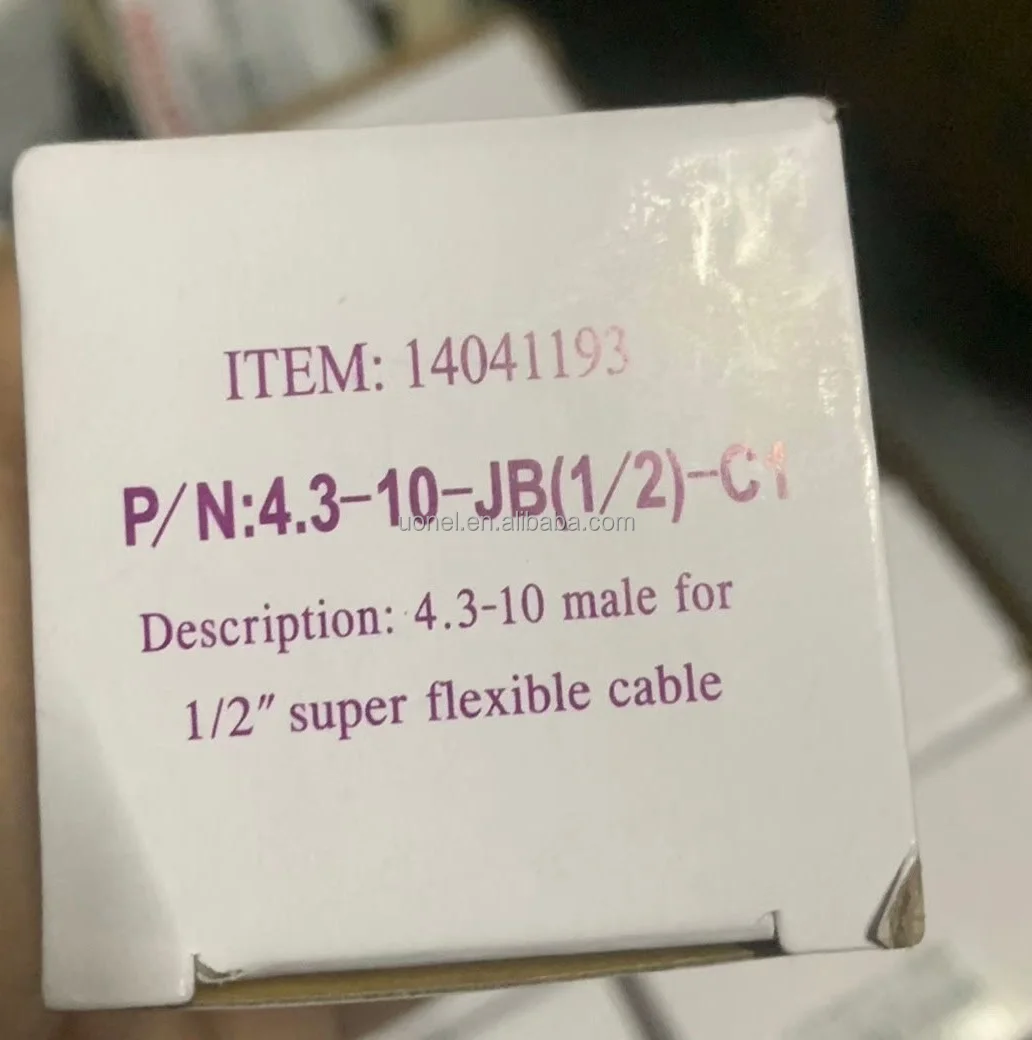 ITEM: 14041193
P/N:4.3-10-JB(1/2)-C1
uonel.en.alibaba.com
Description: 4.3-10 male for
1/2" super flexible cable